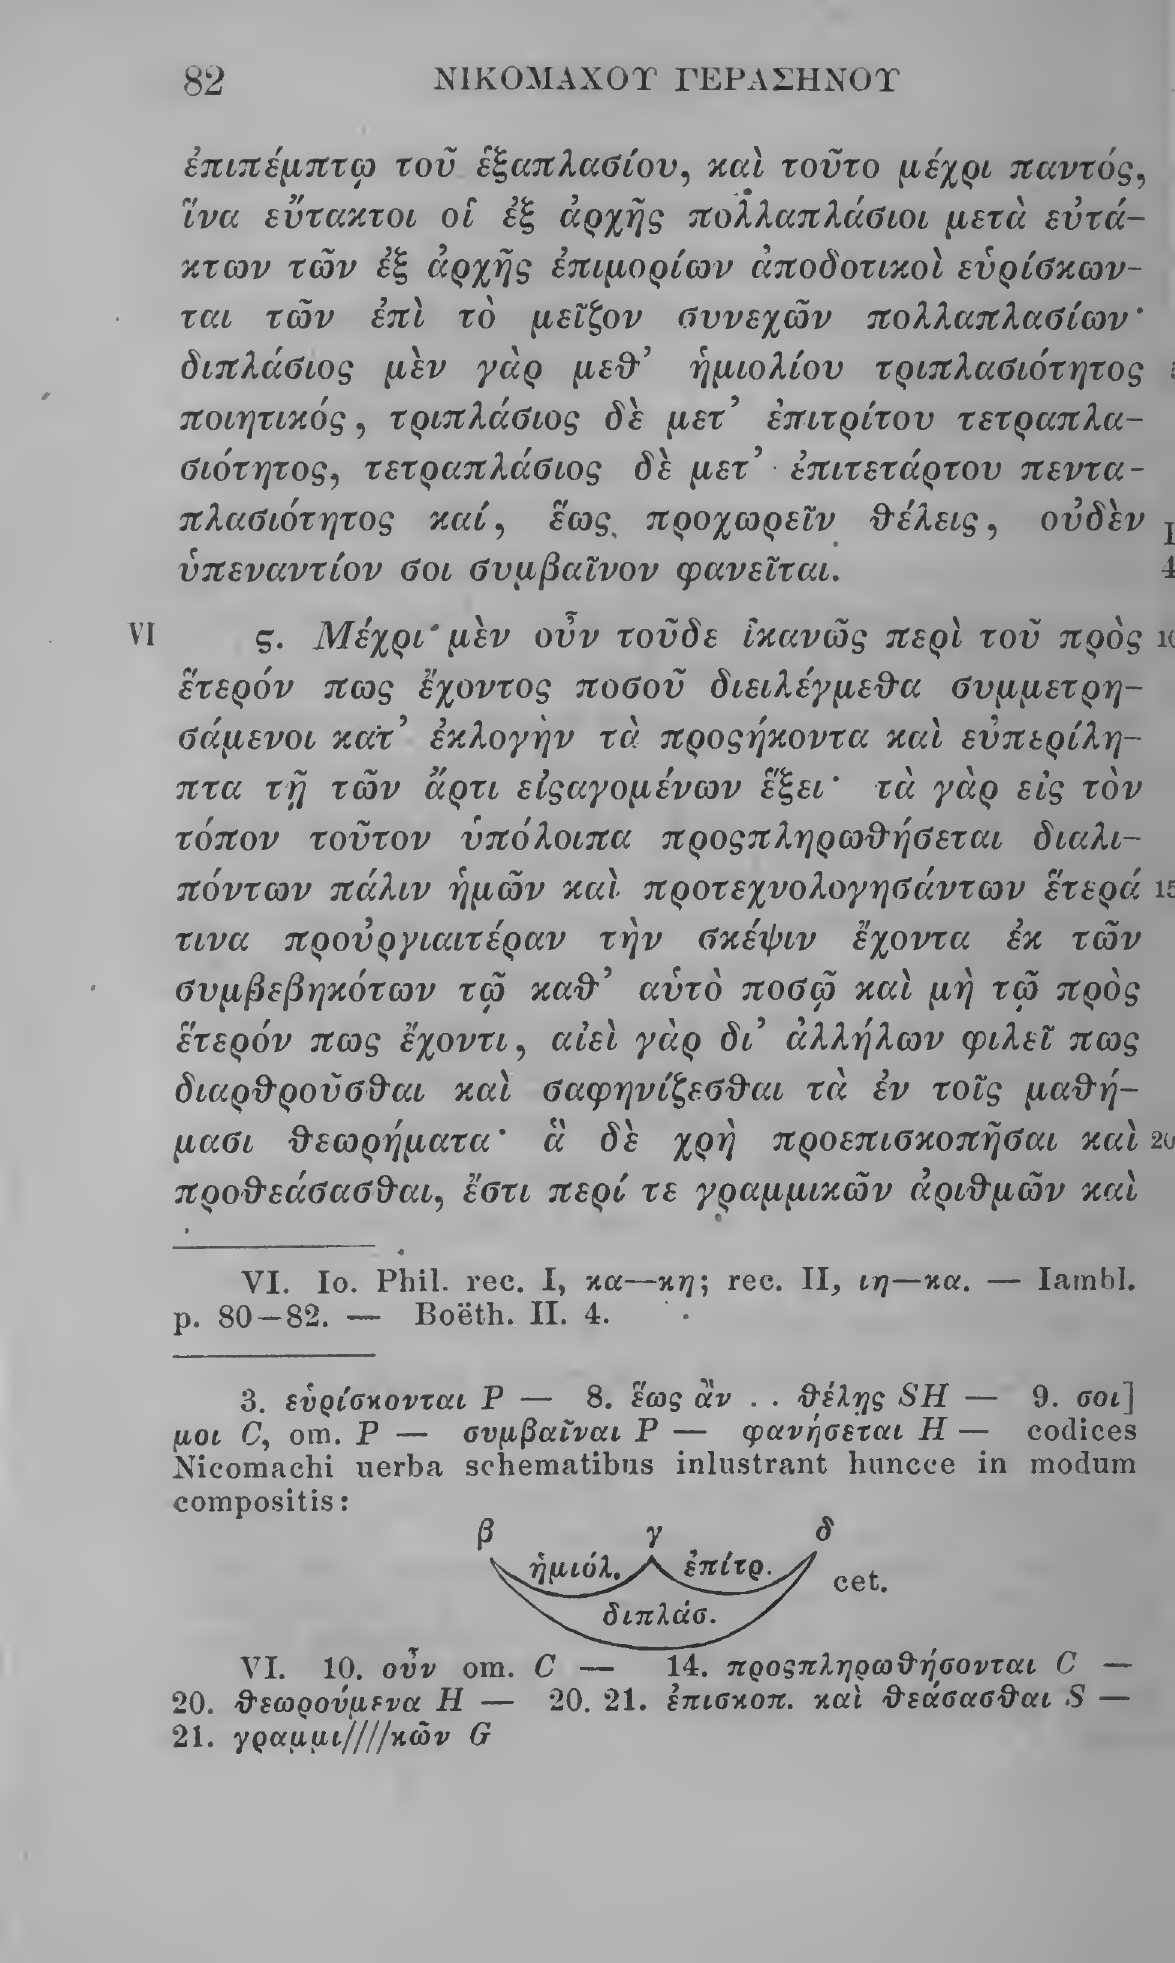 82 ΝΙΚΟΜΑΧΟΥ ΓΕΡΑΣΗΝΟΥ
ἐπιπέμπτῳ τοῦ ἑξαπλασίου, καὶ τοῦτο μέχρι παντός,
ἵνα εὔτακτοι οἱ ἐξ ἀρχῆς πολλαπλάσιοι μετὰ εὐτά-
κτων τῶν ἐξ ἀρχῆς ἐπιμορίων ἀποδοτικοὶ εὑρίσκων-
ται τῶν ἐπὶ τὸ μεῖζον συνεχῶν πολλαπλασίων·
διπλάσιος μὲν γὰρ μεθ’ ἡμιολίου τριπλασιότητος
ποιητικός, τριπλάσιος δὲ μετ’ ἐπιτρίτου τετραπλα-
σιότητος, τετραπλάσιος δὲ μετ’ ἐπιτετάρτου πεντα-
πλασιότητος καί, ἕως προχωρεῖν θέλεις, οὐδὲν
ὑπεναντίον σοι συμβαῖνον φανεῖται. 4
VI ς. Μέχρι μὲν οὖν τοῦδε ἱκανῶς περὶ τοῦ πρὸς 10
ἕτερόν πως ἔχοντος ποσοῦ διειλέγμεθα συμμετρη-
σάμενοι κατ’ ἐκλογὴν τὰ προςήκοντα καὶ εὐπερίλη-
πτα τῇ τῶν ἄρτι εἰςαγομένων ἕξει· τὰ γὰρ εἰς τὸν
τόπον τοῦτον ὑπόλοιπα προςπληρωθήσεται διαλι-
πόντων πάλιν ἡμῶν καὶ προτεχνολογησάντων ἕτερά 15
τινα προὐργιαιτέραν τὴν σκέψιν ἔχοντα ἐκ τῶν
συμβεβηκότων τῷ καθ’ αὑτὸ ποσῷ καὶ μὴ τῷ πρὸς
ἕτερόν πως ἔχοντι, αἰεὶ γὰρ δι’ ἀλλήλων φιλεῖ πως
διαρθροῦσθαι καὶ σαφηνίζεσθαι τὰ ἐν τοῖς μαθή-
μασι θεωρήματα· ἃ δὲ χρὴ προεπισκοπῆσαι καὶ 20
προθεάσασθαι, ἔστι περί τε γραμμικῶν ἀριθμῶν καὶ
VI. Io. Phil. rec. I, κα—κη; rec. II, ιη—κα. — Iambl.
p. 80—82. — Boëth. II. 4.
3. εὑρίσκονται P — 8. ἕως ἂν . . θέλῃς SH — 9. σοι]
μοι C, om. P — συμβαῖναι P — φανήσεται H — codices
Nicomachi uerba schematibus inlustrant huncce in modum
compositis:
β γ δ
ἡμιόλ. ἐπίτρ. cet.
διπλάσ.
VI. 10. οὖν om. C — 14. προςπληρωθήσονται C —
20. θεωρούμενα H — 20. 21. ἐπισκοπ. καὶ θεάσασθαι S —
21. γραμμι////κῶν G